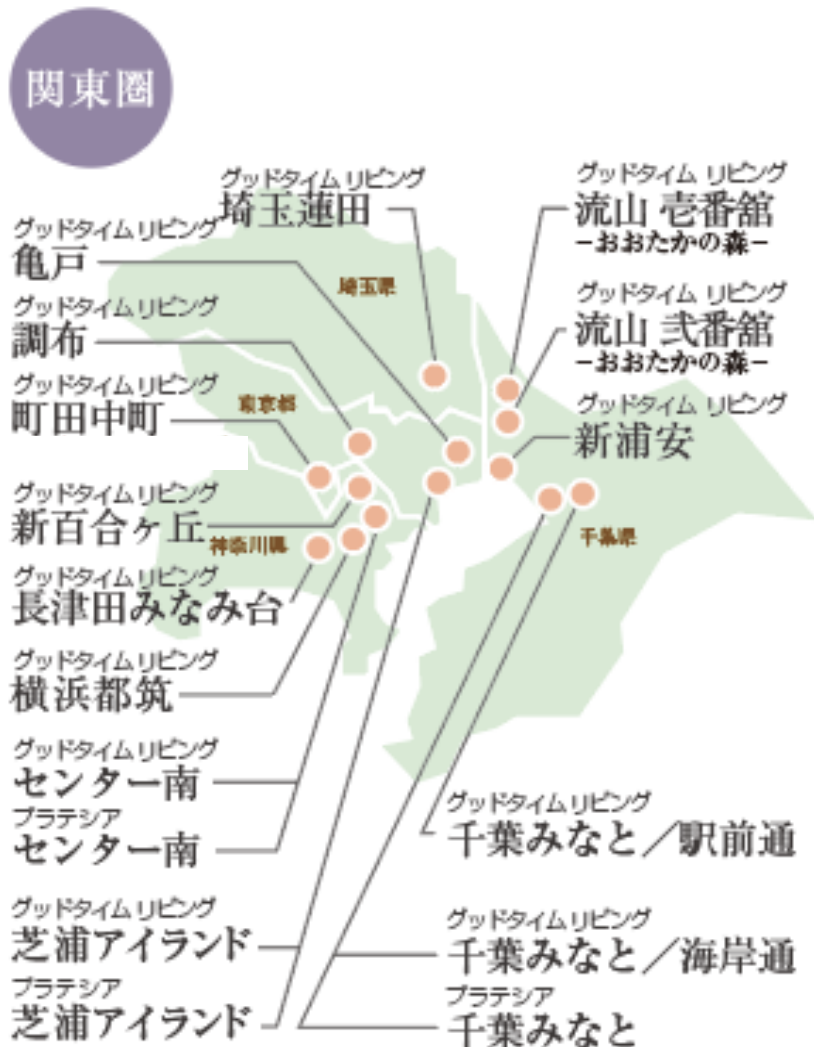 関東圏
グッドタイム リビング
埼玉蓮田
グッドタイム リビング
流山 壱番舘
−おおたかの森−
グッドタイム リビング
亀戸
埼玉県
グッドタイム リビング
流山 弐番舘
−おおたかの森−
グッドタイム リビング
調布
グッドタイム リビング
町田中町
東京都
グッドタイム リビング
新浦安
グッドタイム リビング
新百合ヶ丘
神奈川県
千葉県
グッドタイム リビング
長津田みなみ台
グッドタイム リビング
横浜都筑
グッドタイム リビング
センター南
プラテシア
センター南
グッドタイム リビング
千葉みなと／駅前通
グッドタイム リビング
芝浦アイランド
プラテシア
芝浦アイランド
グッドタイム リビング
千葉みなと／海岸通
プラテシア
千葉みなと